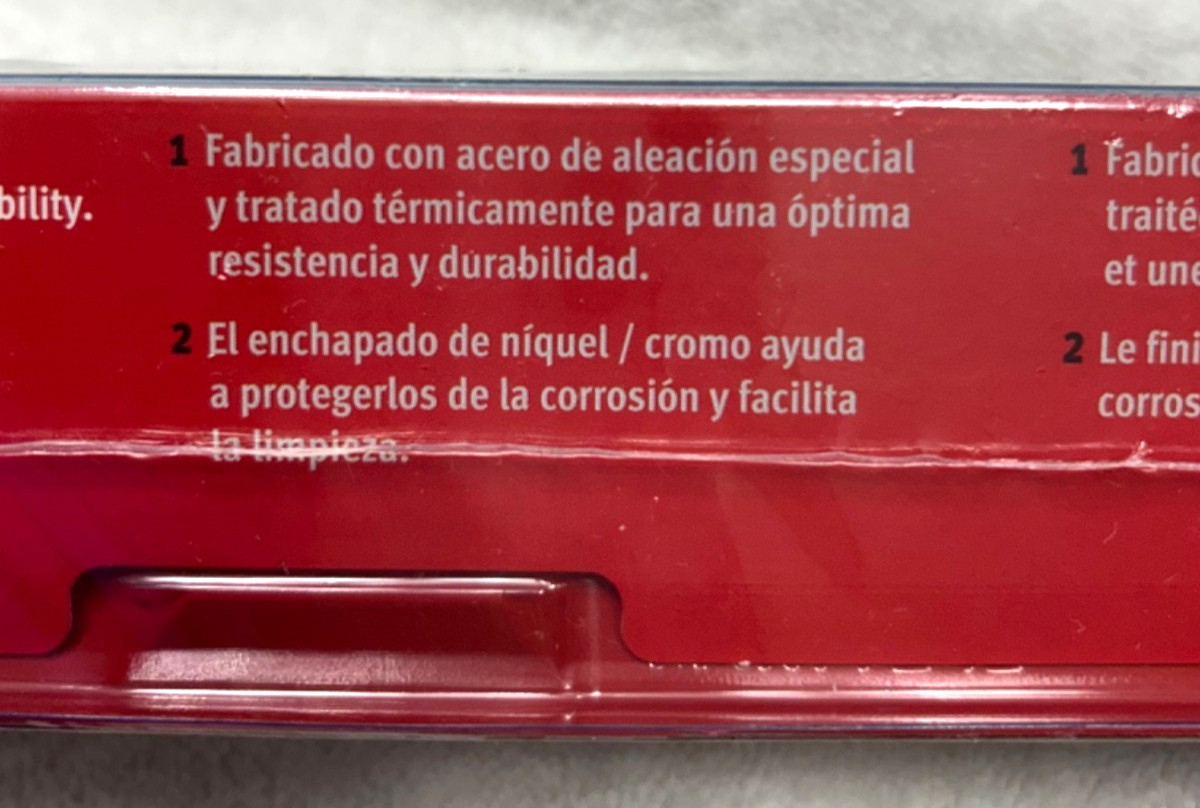 bility.
1 Fabricado con acero de aleación especial
y tratado térmicamente para una óptima
resistencia y durabilidad.
2 El enchapado de níquel / cromo ayuda
a protegerlos de la corrosión y facilita
la limpieza.
1 Fabric
traité
et une
2 Le fini
corros